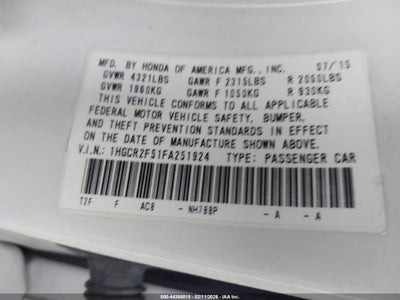 MFD. BY HONDA OF AMERICA MFG., INC. 07/15
GVWR 4321LBS GAWR F 2315LBS R 2050LBS
GVWR 1960KG GAWR F 1050KG R 930KG
THIS VEHICLE CONFORMS TO ALL APPLICABLE
FEDERAL MOTOR VEHICLE SAFETY, BUMPER,
AND THEFT PREVENTION STANDARDS IN EFFECT
ON THE DATE OF MANUFACTURE SHOWN ABOVE.
V.I.N.: 1HGCR2F51FA251924 TYPE: PASSENGER CAR
T2F F AC8 - NH788P - A - A
000-44368015 - 02/11/2026 - IAA Inc.